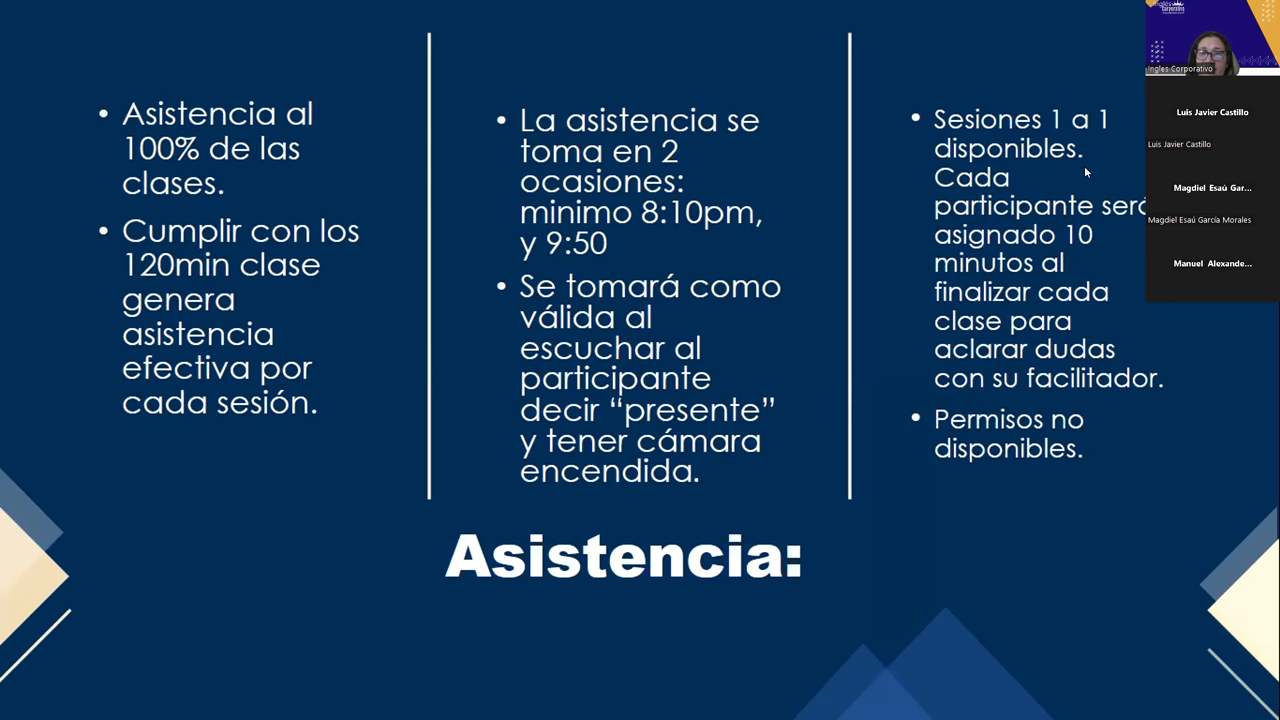 • Asistencia al
100% de las
clases.
• Cumplir con los
120min clase
genera
asistencia
efectiva por
cada sesión.
• La asistencia se
toma en 2
ocasiones:
minimo 8:10pm,
y 9:50
• Se tomará como
válida al
escuchar al
participante
decir “presente”
y tener cámara
encendida.
• Sesiones 1 a 1
disponibles.
Cada
participante será
asignado 10
minutos al
finalizar cada
clase para
aclarar dudas
con su facilitador.
• Permisos no
disponibles.
Asistencia:
Corporativo
Ingles Corporativo
Luis Javier Castillo
Luis Javier Castillo
Magdiel Esaú Gar...
Magdiel Esaú García Morales
Manuel Alexande...